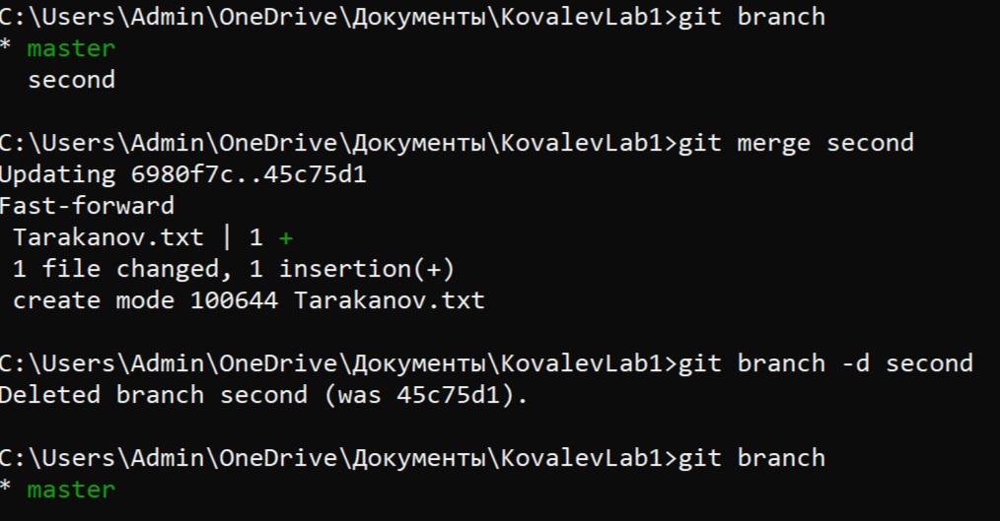 C:\Users\Admin\OneDrive\Документы\KovalevLab1>git branch
* master
  second
C:\Users\Admin\OneDrive\Документы\KovalevLab1>git merge second
Updating 6980f7c..45c75d1
Fast-forward
 Tarakanov.txt | 1 +
 1 file changed, 1 insertion(+)
 create mode 100644 Tarakanov.txt
C:\Users\Admin\OneDrive\Документы\KovalevLab1>git branch -d second
Deleted branch second (was 45c75d1).
C:\Users\Admin\OneDrive\Документы\KovalevLab1>git branch
* master